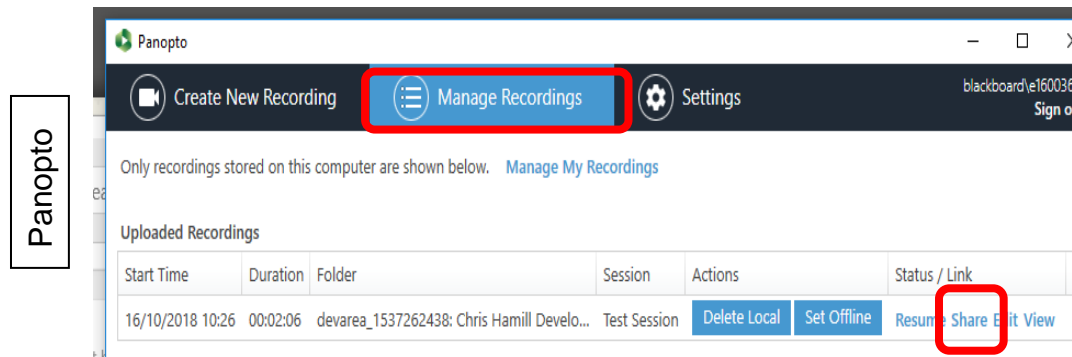 Panopto
Panopto
Create New Recording Manage Recordings Settings blackboard\e160036
Sign o
Only recordings stored on this computer are shown below. Manage My Recordings
Uploaded Recordings
Start Time Duration Folder Session Actions Status / Link
16/10/2018 10:26 00:02:06 devarea_1537262438: Chris Hamill Develo... Test Session Delete Local Set Offline Resume Share Edit View